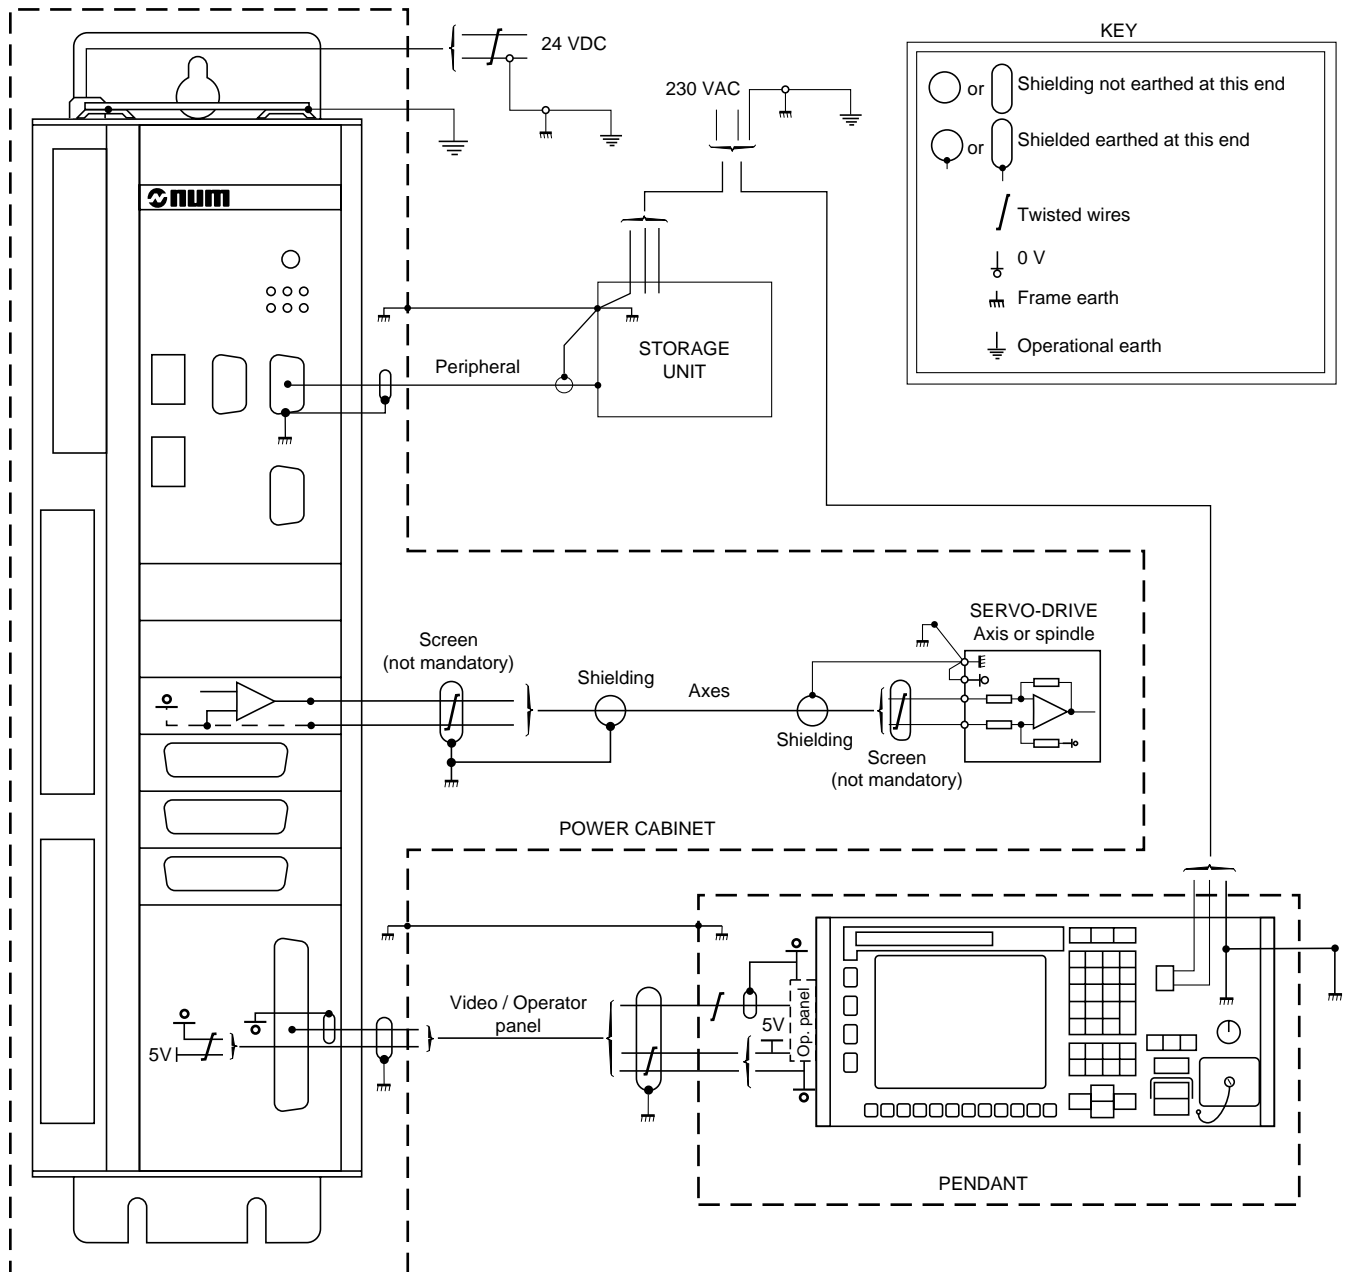 KEY
24 VDC
230 VAC
or
Shielding not earthed at this end
or
Shielded earthed at this end
Twisted wires
0 V
Frame earth
Operational earth
num
STORAGE
UNIT
Peripheral
SERVO-DRIVE
Axis or spindle
Screen
(not mandatory)
Shielding
Axes
Shielding
Screen
(not mandatory)
POWER CABINET
Video / Operator
panel
5V
5V
Op. panel
PENDANT